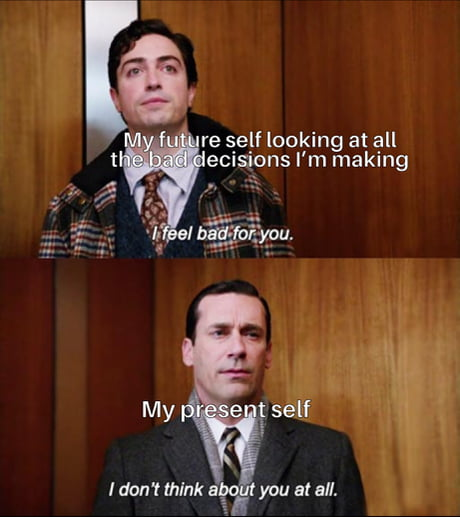 My future self looking at all
the bad decisions I'm making
I feel bad for you.
My present self
I don't think about you at all.